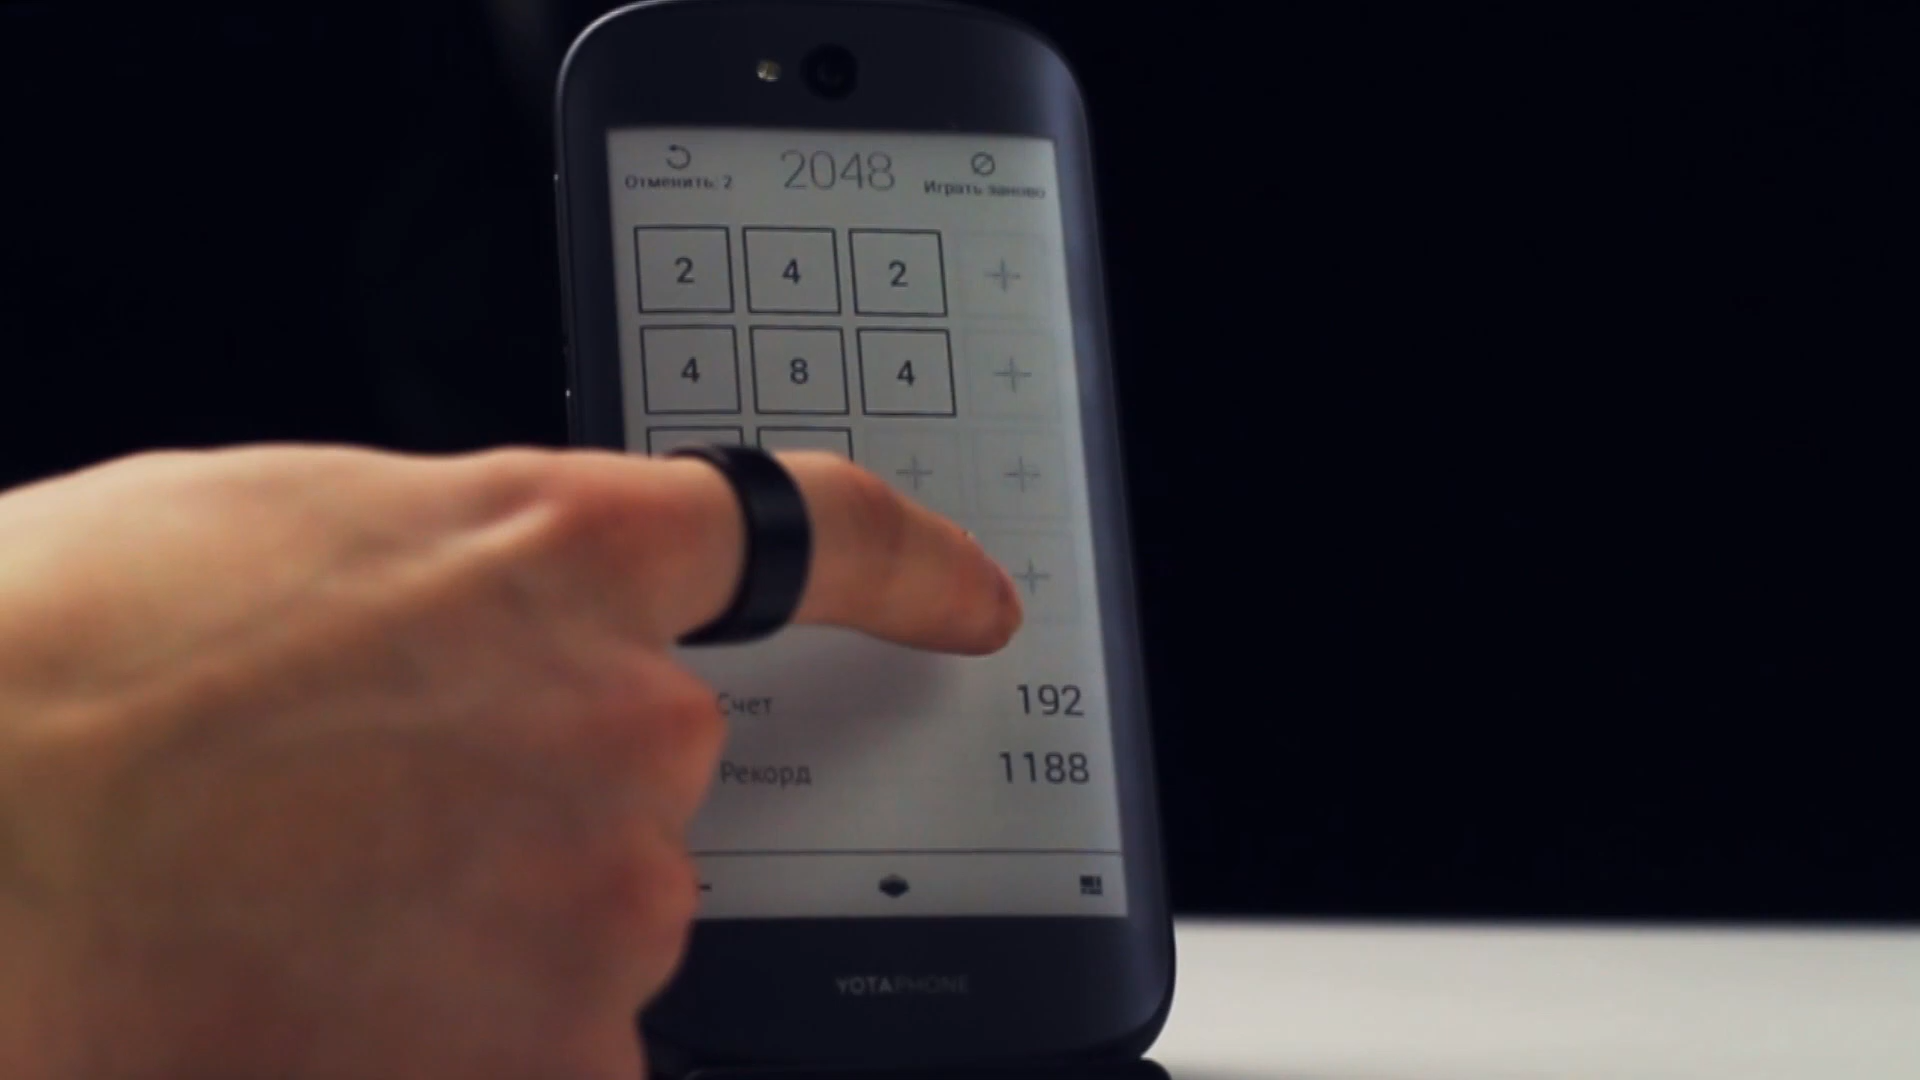 2048
Отменить: 2
Играть заново
2 4 2
4 8 4
Счет 192
Рекорд 1188
YOTAPHONE